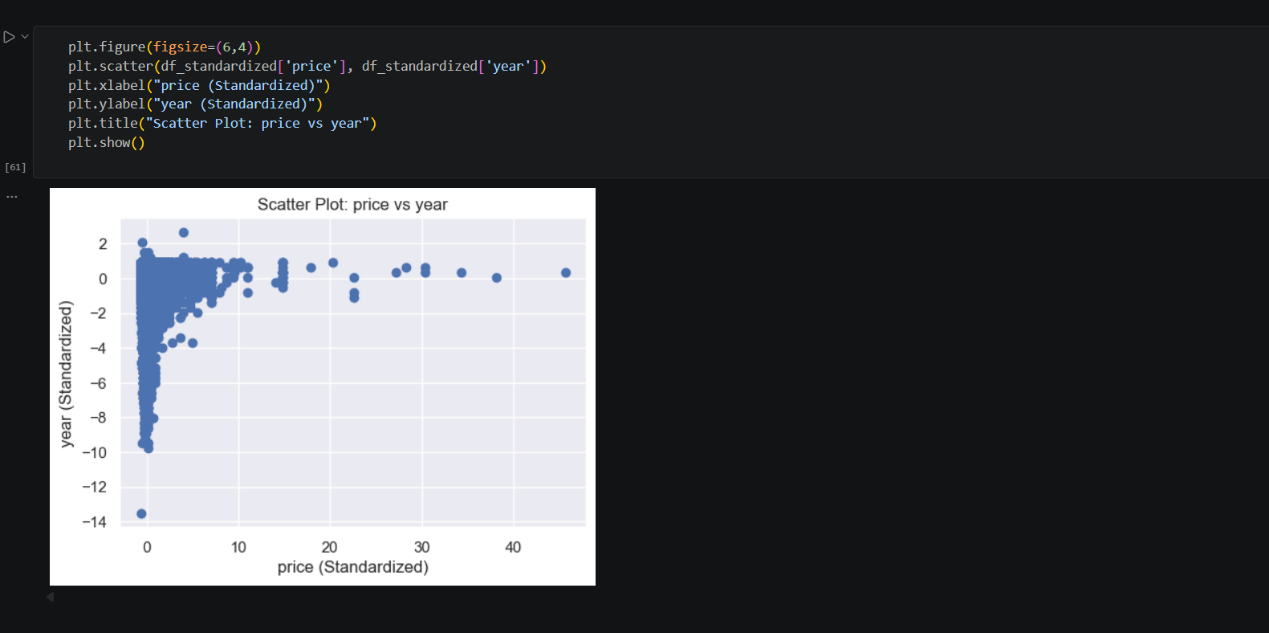 plt.figure(figsize=(6,4))
plt.scatter(df_standardized['price'], df_standardized['year'])
plt.xlabel("price (Standardized)")
plt.ylabel("year (Standardized)")
plt.title("Scatter Plot: price vs year")
plt.show()
[61]
...
Scatter Plot: price vs year
year (Standardized)
2
0
−2
−4
−6
−8
−10
−12
−14
0 10 20 30 40
price (Standardized)